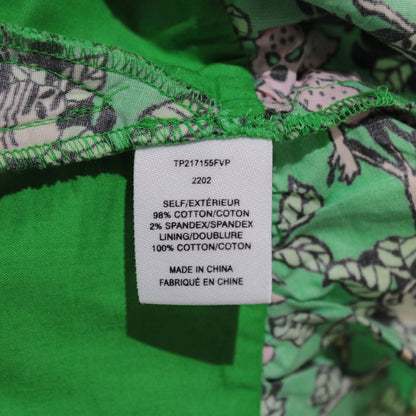 TP217155FVP
2202
SELF/EXTÉRIEUR
98% COTTON/COTON
2% SPANDEX/SPANDEX
LINING/DOUBLURE
100% COTTON/COTON
MADE IN CHINA
FABRIQUÉ EN CHINE